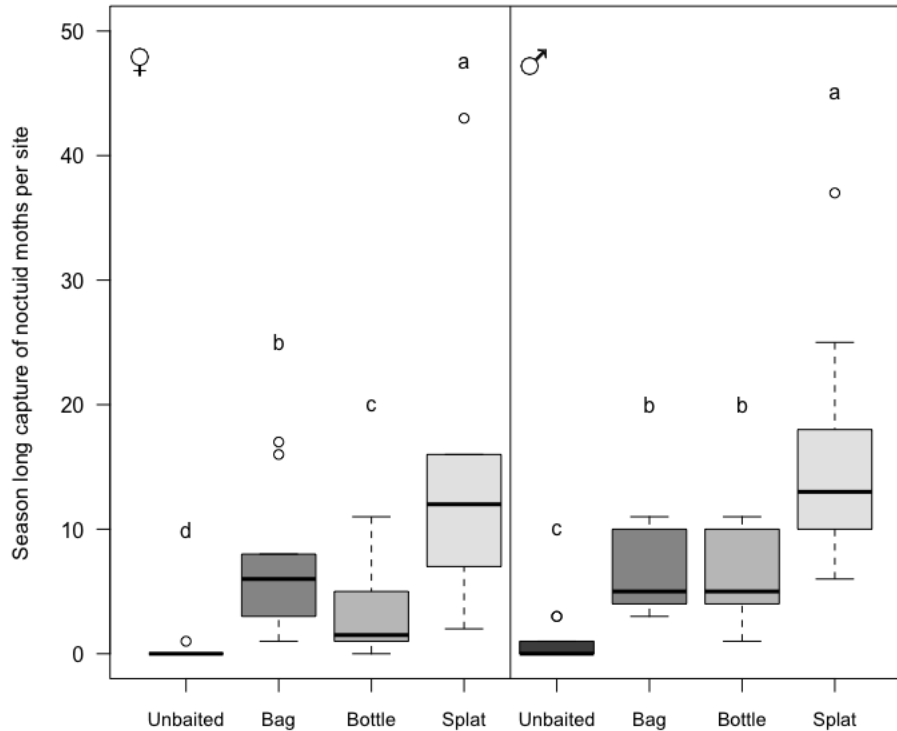 Season long capture of noctuid moths per site
50
40
30
20
10
0
♀
♂
a
b
c
d
a
b
b
c
Unbaited
Bag
Bottle
Splat
Unbaited
Bag
Bottle
Splat